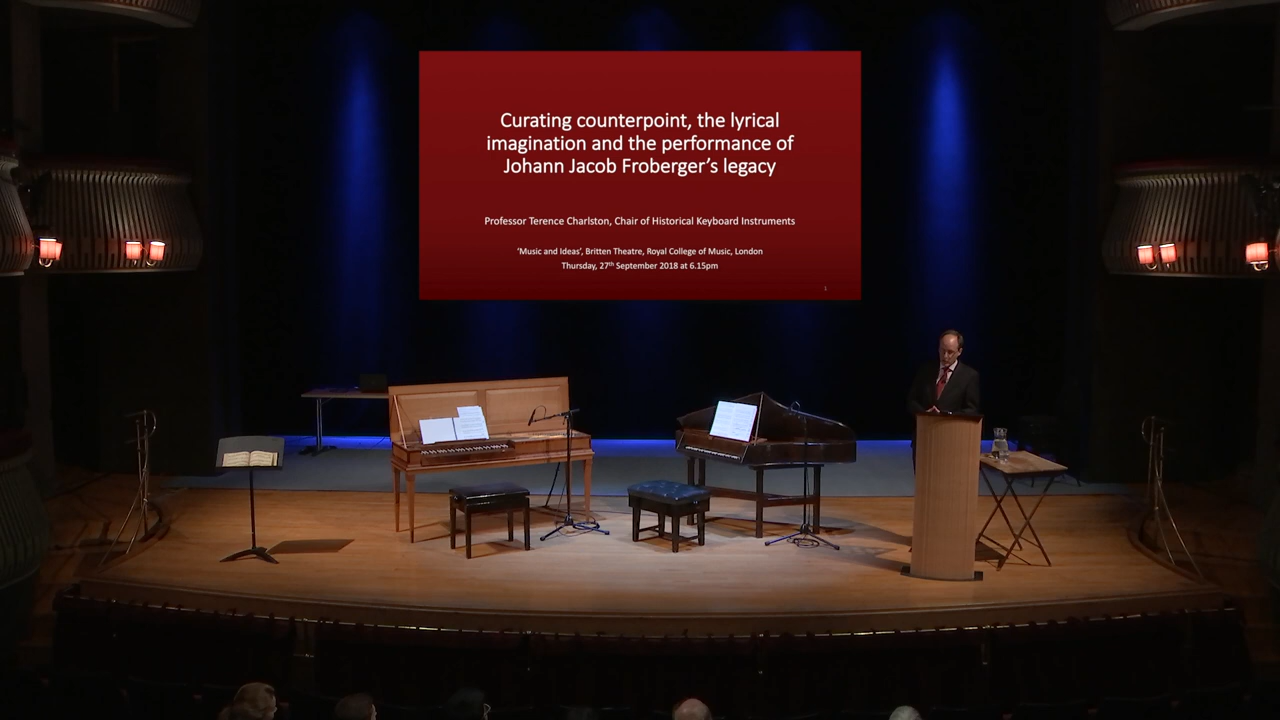 Curating counterpoint, the lyrical
imagination and the performance of
Johann Jacob Froberger’s legacy
Professor Terence Charlston, Chair of Historical Keyboard Instruments
‘Music and Ideas’, Britten Theatre, Royal College of Music, London
Thursday, 27th September 2018 at 6.15pm
1